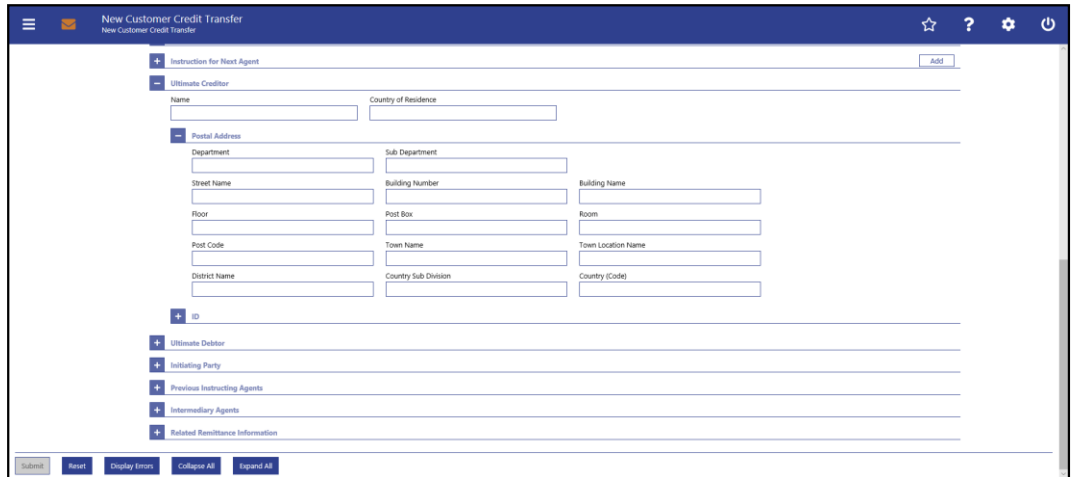 New Customer Credit Transfer
New Customer Credit Transfer
Instruction for Next Agent
Add
Ultimate Creditor
Name Country of Residence
Postal Address
Department Sub Department
Street Name Building Number Building Name
Floor Post Box Room
Post Code Town Name Town Location Name
District Name Country Sub Division Country (Code)
ID
Ultimate Debtor
Initiating Party
Previous Instructing Agents
Intermediary Agents
Related Remittance Information
Submit Reset Display Errors Collapse All Expand All